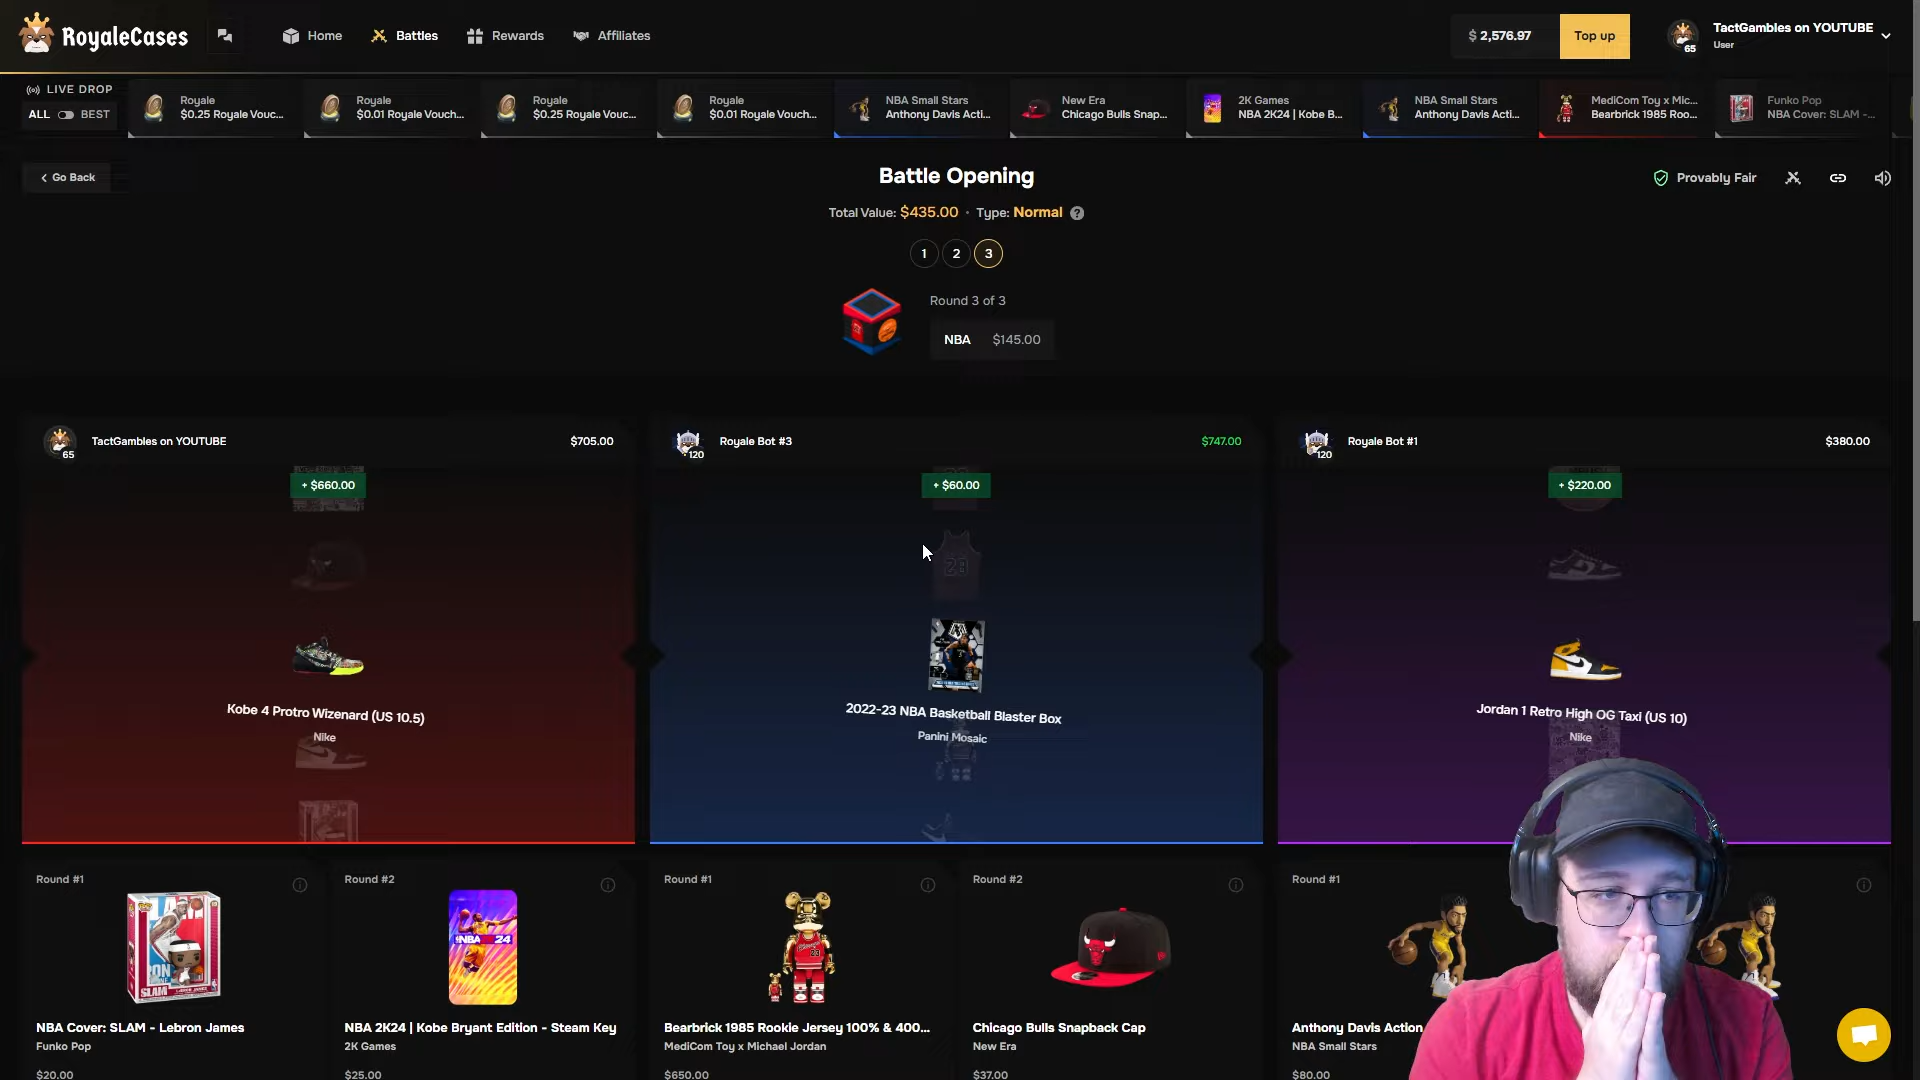 RoyaleCases
Home
Battles
Rewards
Affiliates
$ 2,576.97
Top up
65
TactGambles on YOUTUBE
User
LIVE DROP
ALL
BEST
Royale
$0.25 Royale Vouc...
Royale
$0.01 Royale Vouch...
Royale
$0.25 Royale Vouc...
Royale
$0.01 Royale Vouch...
NBA Small Stars
Anthony Davis Acti...
New Era
Chicago Bulls Snap...
2K Games
NBA 2K24 | Kobe B...
NBA Small Stars
Anthony Davis Acti...
MediCom Toy x Mic...
Bearbrick 1985 Roo...
Funko Pop
NBA Cover: SLAM -...
Go Back
Battle Opening
Provably Fair
Total Value: $435.00 · Type: Normal ?
1 2 3
Round 3 of 3
NBA $145.00
65
TactGambles on YOUTUBE
$705.00
120
Royale Bot #3
$747.00
120
Royale Bot #1
$380.00
+ $660.00
+ $60.00
+ $220.00
23
Kobe 4 Protro Wizenard (US 10.5)
Nike
2022-23 NBA Basketball Blaster Box
Panini Mosaic
Jordan 1 Retro High OG Taxi (US 10)
Nike
Round #1
Round #2
Round #1
Round #2
Round #1
SLAM
NBA 24
23
NBA Cover: SLAM - Lebron James
Funko Pop
$20.00
NBA 2K24 | Kobe Bryant Edition - Steam Key
2K Games
$25.00
Bearbrick 1985 Rookie Jersey 100% & 400...
MediCom Toy x Michael Jordan
$650.00
Chicago Bulls Snapback Cap
New Era
$37.00
Anthony Davis Action
NBA Small Stars
$80.00